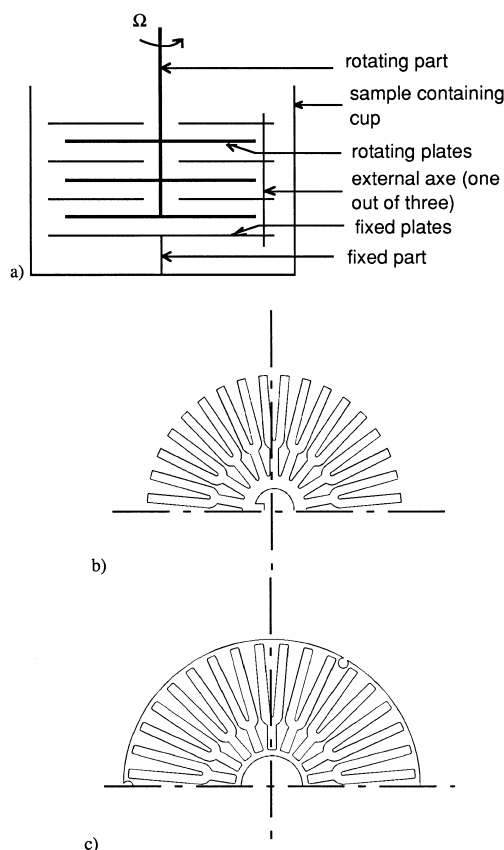 Ω
rotating part
sample containing
cup
rotating plates
external axe (one
out of three)
fixed plates
fixed part
a)
b)
c)